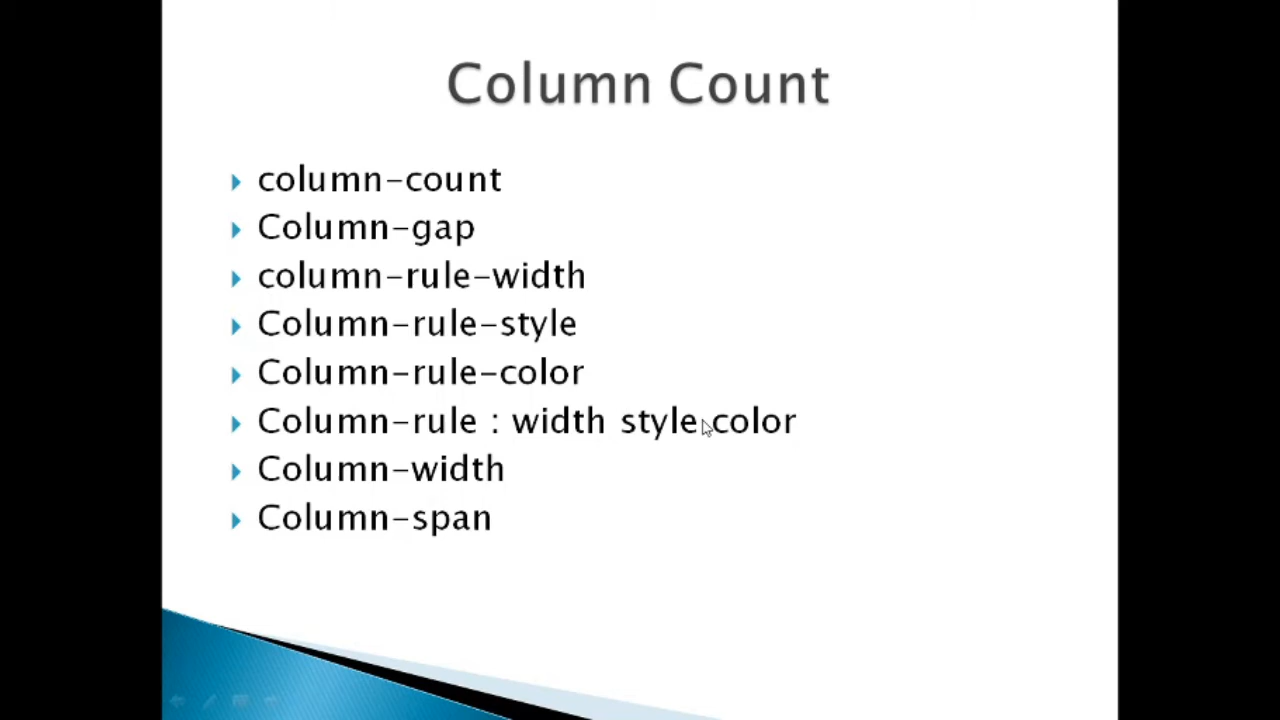 Column Count
column-count
Column-gap
column-rule-width
Column-rule-style
Column-rule-color
Column-rule : width style color
Column-width
Column-span